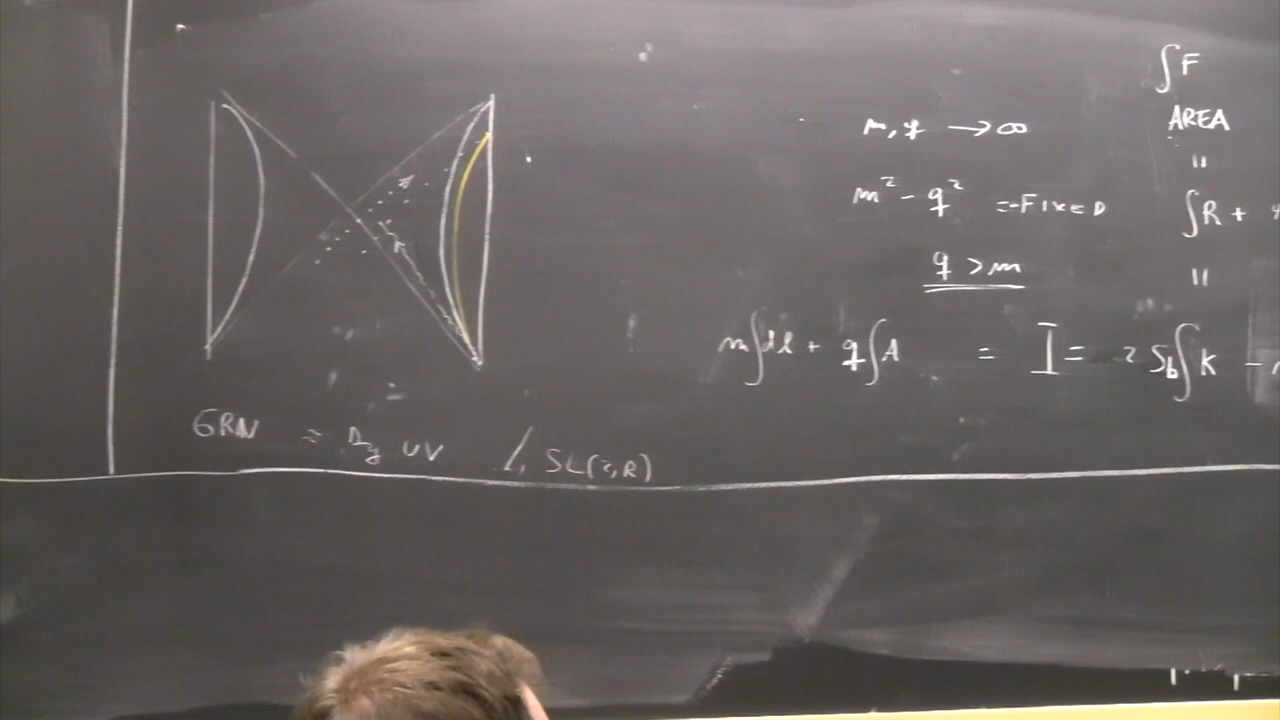 ∫F
m, q → ∞
AREA
"
m² - q² = FIXED
∫R +
q > m
"
m∫dl + q∫A = I = 2 S_b ∫K -
GRN = UV / SL(2,R)